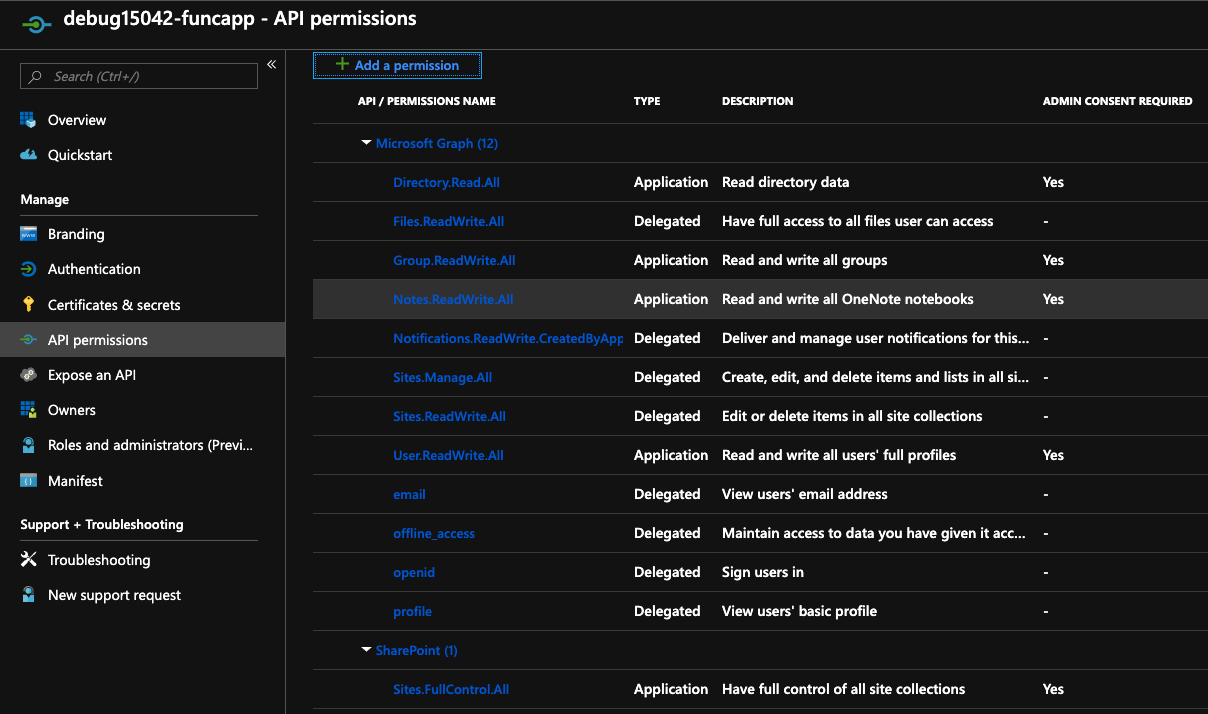 debug15042-funcapp - API permissions
Search (Ctrl+/)
«
Overview
Quickstart
Manage
Branding
Authentication
Certificates & secrets
API permissions
Expose an API
Owners
Roles and administrators (Previ...
Manifest
Support + Troubleshooting
Troubleshooting
New support request
+ Add a permission
API / PERMISSIONS NAME TYPE DESCRIPTION ADMIN CONSENT REQUIRED
Microsoft Graph (12)
Directory.Read.All Application Read directory data Yes
Files.ReadWrite.All Delegated Have full access to all files user can access -
Group.ReadWrite.All Application Read and write all groups Yes
Notes.ReadWrite.All Application Read and write all OneNote notebooks Yes
Notifications.ReadWrite.CreatedByApp Delegated Deliver and manage user notifications for this... -
Sites.Manage.All Delegated Create, edit, and delete items and lists in all si... -
Sites.ReadWrite.All Delegated Edit or delete items in all site collections -
User.ReadWrite.All Application Read and write all users' full profiles Yes
email Delegated View users' email address -
offline_access Delegated Maintain access to data you have given it acc... -
openid Delegated Sign users in -
profile Delegated View users' basic profile -
SharePoint (1)
Sites.FullControl.All Application Have full control of all site collections Yes